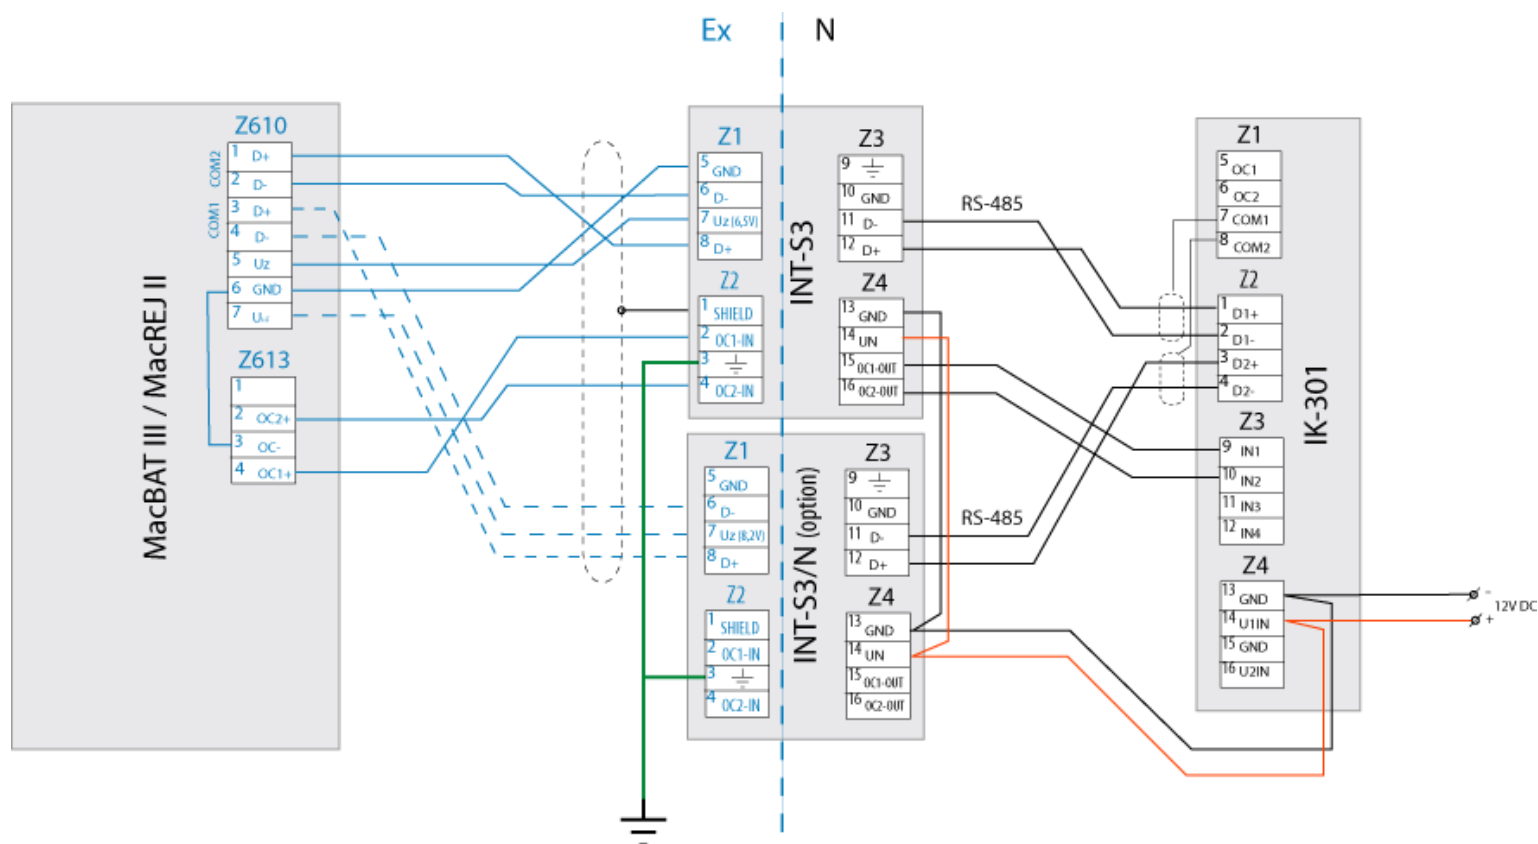 Ex N
MacBAT III / MacREJ II
Z610
COM2
COM1
1 D+
2 D-
3 D+
4 D-
5 Uz
6 GND
7
Z613
1
2 OC2+
3 OC-
4 OC1+
INT-S3
Z1
5 GND
6 D-
7 Uz (6,5V)
8 D+
Z2
1 SHIELD
2 OC1-IN
3
4 OC2-IN
Z3
9
10 GND
11 D-
12 D+
Z4
13 GND
14 UN
15 OC1-OUT
16 OC2-OUT
INT-S3/N (option)
Z1
5 GND
6 D-
7 Uz (8,2V)
8 D+
Z2
1 SHIELD
2 OC1-IN
3
4 OC2-IN
Z3
9
10 GND
11 D-
12 D+
Z4
13 GND
14 UN
15 OC1-OUT
16 OC2-OUT
RS-485
RS-485
IK-301
Z1
5 OC1
6 OC2
7 COM1
8 COM2
Z2
1 D1+
2 D1-
3 D2+
4 D2-
Z3
9 IN1
10 IN2
11 IN3
12 IN4
Z4
13 GND
14 U1IN
15 GND
16 U2IN
-
12V DC
+